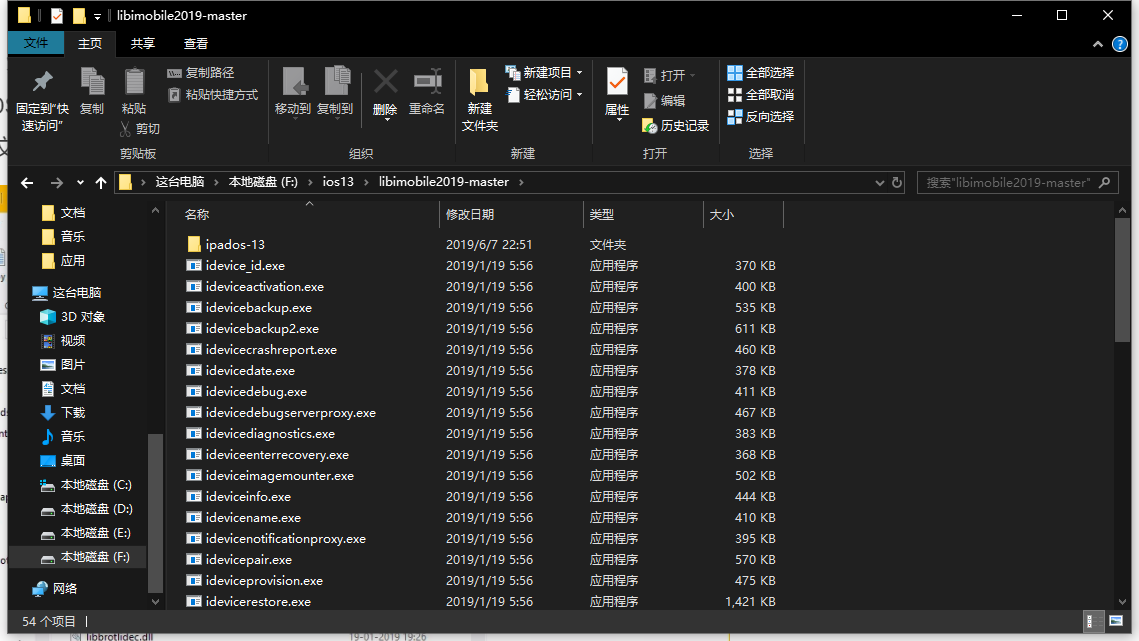 libimobile2019-master
文件 主页 共享 查看
固定到"快速访问"
复制
粘贴
复制路径
粘贴快捷方式
剪切
剪贴板
移动到 复制到 删除 重命名
组织
新建文件夹
新建项目
轻松访问
新建
属性
打开
编辑
历史记录
打开
全部选择
全部取消
反向选择
选择
这台电脑 › 本地磁盘 (F:) › ios13 › libimobile2019-master ›
搜索"libimobile2019-master"
文档
音乐
应用
这台电脑
3D 对象
视频
图片
文档
下载
音乐
桌面
本地磁盘 (C:)
本地磁盘 (D:)
本地磁盘 (E:)
本地磁盘 (F:)
网络
名称 修改日期 类型 大小
ipados-13 2019/6/7 22:51 文件夹
idevice_id.exe 2019/1/19 5:56 应用程序 370 KB
ideviceactivation.exe 2019/1/19 5:56 应用程序 400 KB
idevicebackup.exe 2019/1/19 5:56 应用程序 535 KB
idevicebackup2.exe 2019/1/19 5:56 应用程序 611 KB
idevicecrashreport.exe 2019/1/19 5:56 应用程序 460 KB
idevicedate.exe 2019/1/19 5:56 应用程序 378 KB
idevicedebug.exe 2019/1/19 5:56 应用程序 411 KB
idevicedebugserverproxy.exe 2019/1/19 5:56 应用程序 467 KB
idevicediagnostics.exe 2019/1/19 5:56 应用程序 383 KB
ideviceenterrecovery.exe 2019/1/19 5:56 应用程序 368 KB
ideviceimagemounter.exe 2019/1/19 5:56 应用程序 502 KB
ideviceinfo.exe 2019/1/19 5:56 应用程序 444 KB
idevicename.exe 2019/1/19 5:56 应用程序 410 KB
idevicenotificationproxy.exe 2019/1/19 5:56 应用程序 395 KB
idevicepair.exe 2019/1/19 5:56 应用程序 570 KB
ideviceprovision.exe 2019/1/19 5:56 应用程序 475 KB
idevicerestore.exe 2019/1/19 5:56 应用程序 1,421 KB
54 个项目
libbrotlidec.dll 19-01-2019 19:26